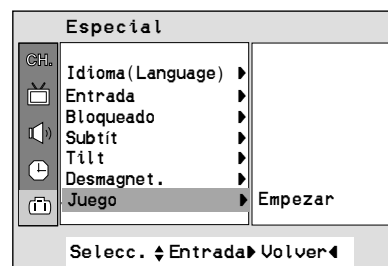 Especial
CH.
Idioma(Language)
Entrada
Bloqueado
Subtít
Tilt
Desmagnet.
Juego Empezar
Selecc. Entrada Volver